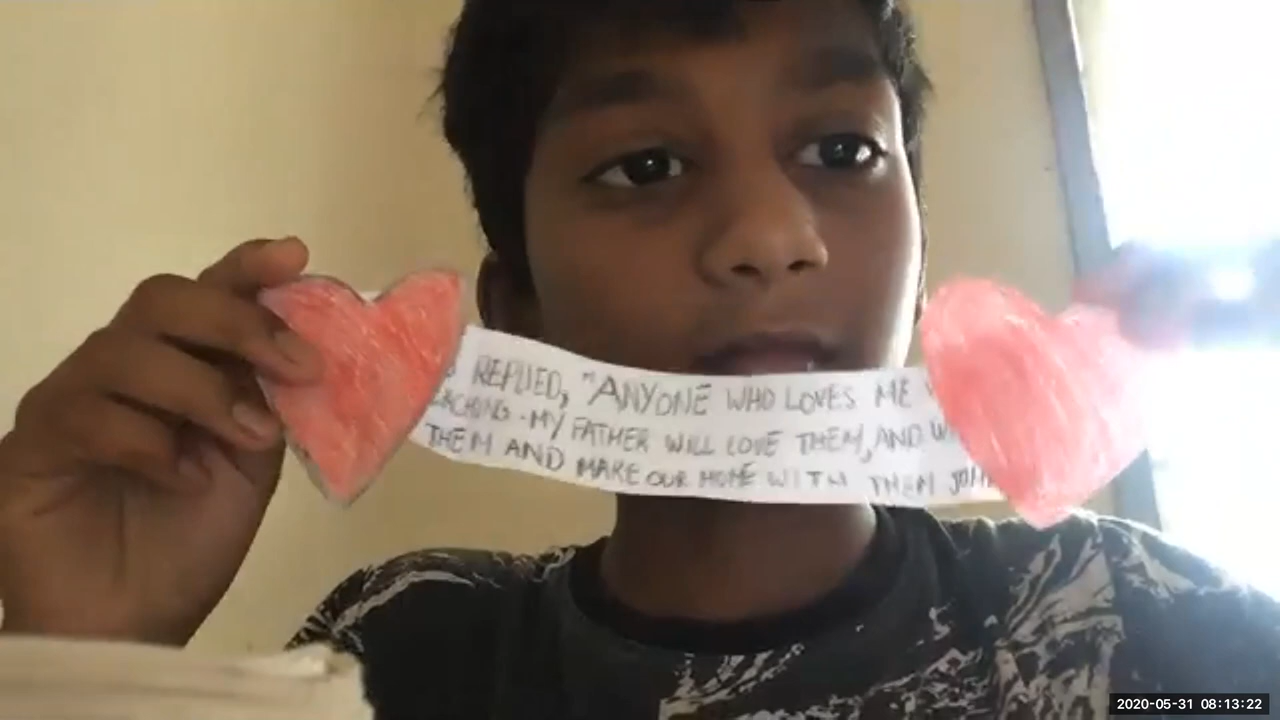 REPLIED, "ANYONE WHO LOVES ME
MY FATHER WILL LOVE THEM, AND
THEM AND MAKE OUR HOME WITH THEM
2020-05-31 08:13:22